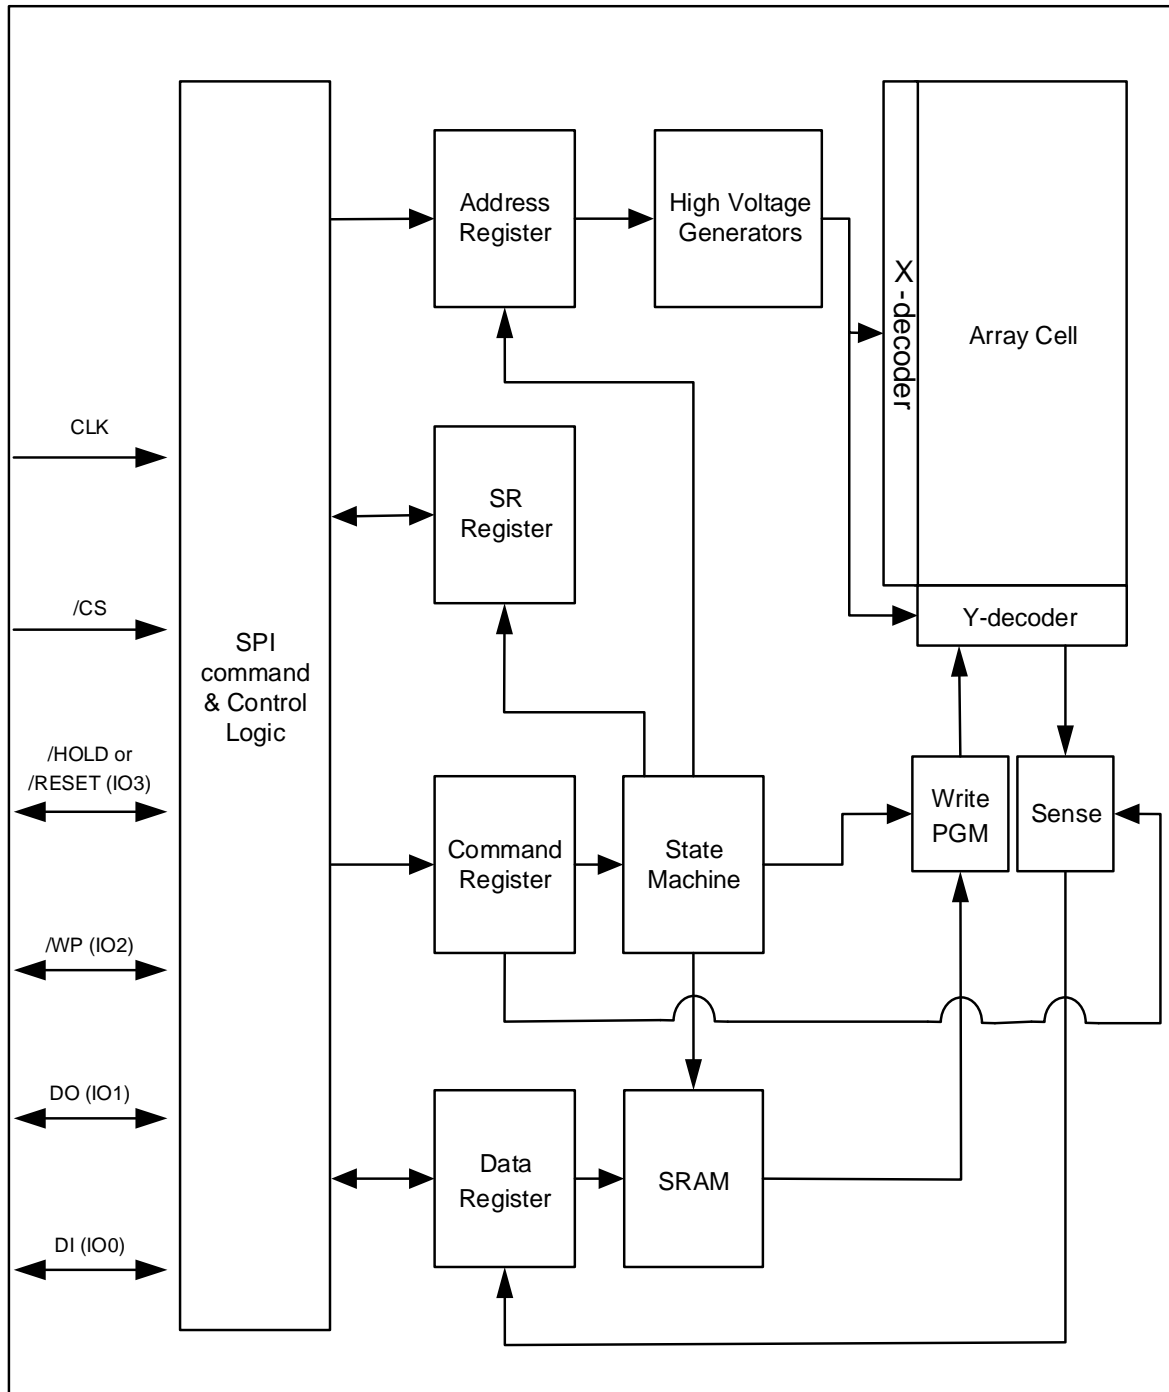 Address
Register
High Voltage
Generators
X-decoder
Array Cell
CLK
SR
Register
/CS
Y-decoder
SPI
command
& Control
Logic
/HOLD or
/RESET (IO3)
Write
PGM
Sense
Command
Register
State
Machine
/WP (IO2)
DO (IO1)
Data
Register
SRAM
DI (IO0)